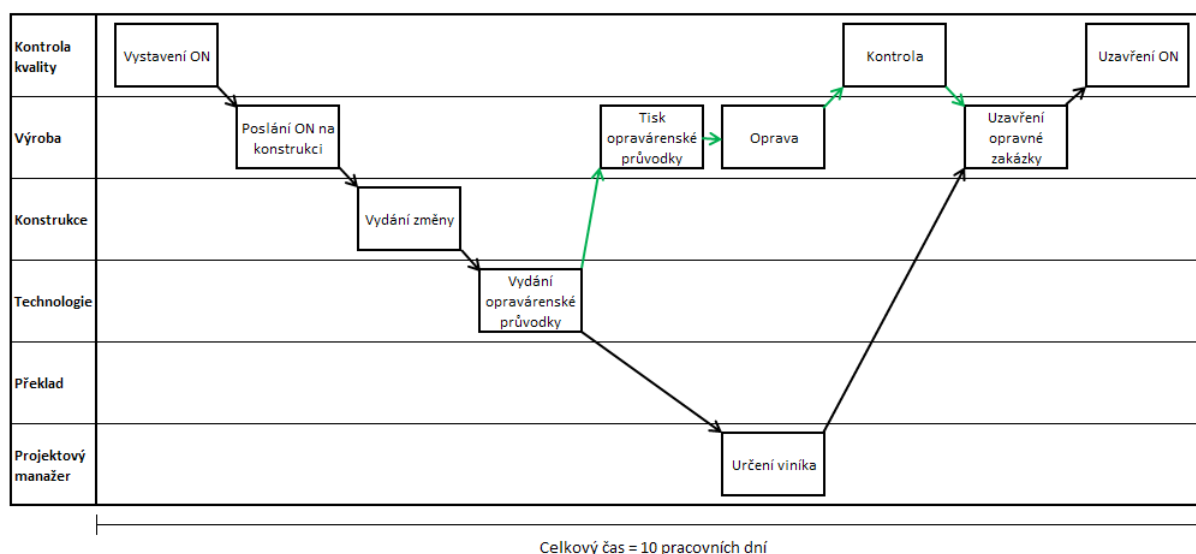 Kontrola
kvality
Vystavení ON
Kontrola
Uzavření ON
Výroba
Poslání ON na
konstrukci
Tisk
opravárenské
průvodky
Oprava
Uzavření
opravné
zakázky
Konstrukce
Vydání změny
Technologie
Vydání
opravárenské
průvodky
Překlad
Projektový
manažer
Určení viníka
Celkový čas = 10 pracovních dní